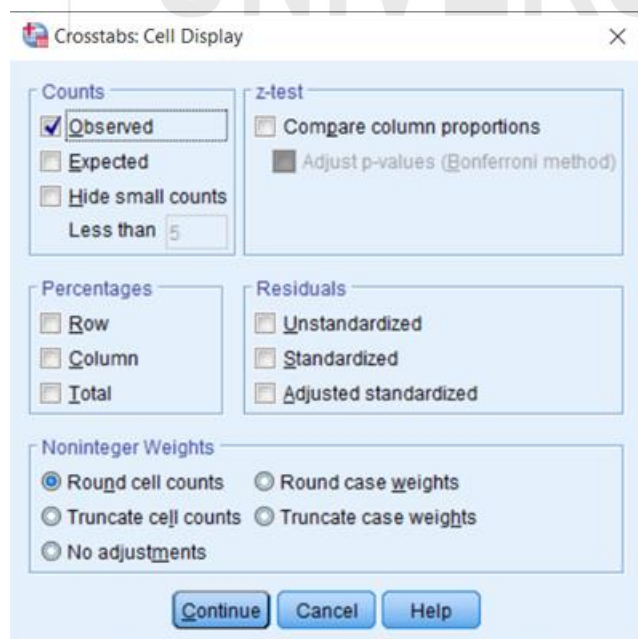 UNIVERS
Crosstabs: Cell Display
Counts
Observed
Expected
Hide small counts
Less than 5
z-test
Compare column proportions
Adjust p-values (Bonferroni method)
Percentages
Row
Column
Total
Residuals
Unstandardized
Standardized
Adjusted standardized
Noninteger Weights
Round cell counts
Round case weights
Truncate cell counts
Truncate case weights
No adjustments
Continue
Cancel
Help